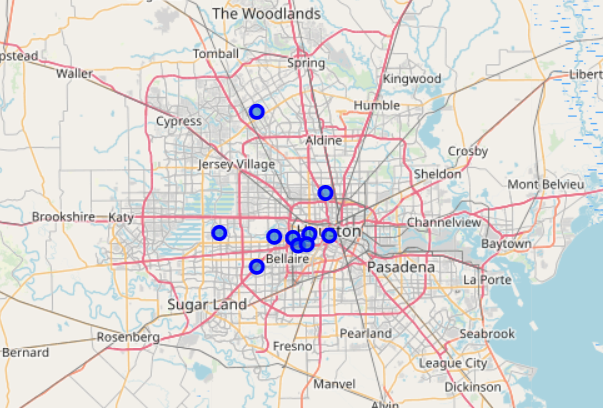 The Woodlands
Tomball
Spring
pstead
Waller
Kingwood
Libert
Humble
Cypress
Aldine
Crosby
Jersey Village
Sheldon
Mont Belvieu
Brookshire
Katy
Channelview
Baytown
Bellaire
Pasadena
La Porte
Sugar Land
Rosenberg
Pearland
Seabrook
Fresno
Bernard
League City
Manvel
Dickinson
Alvin